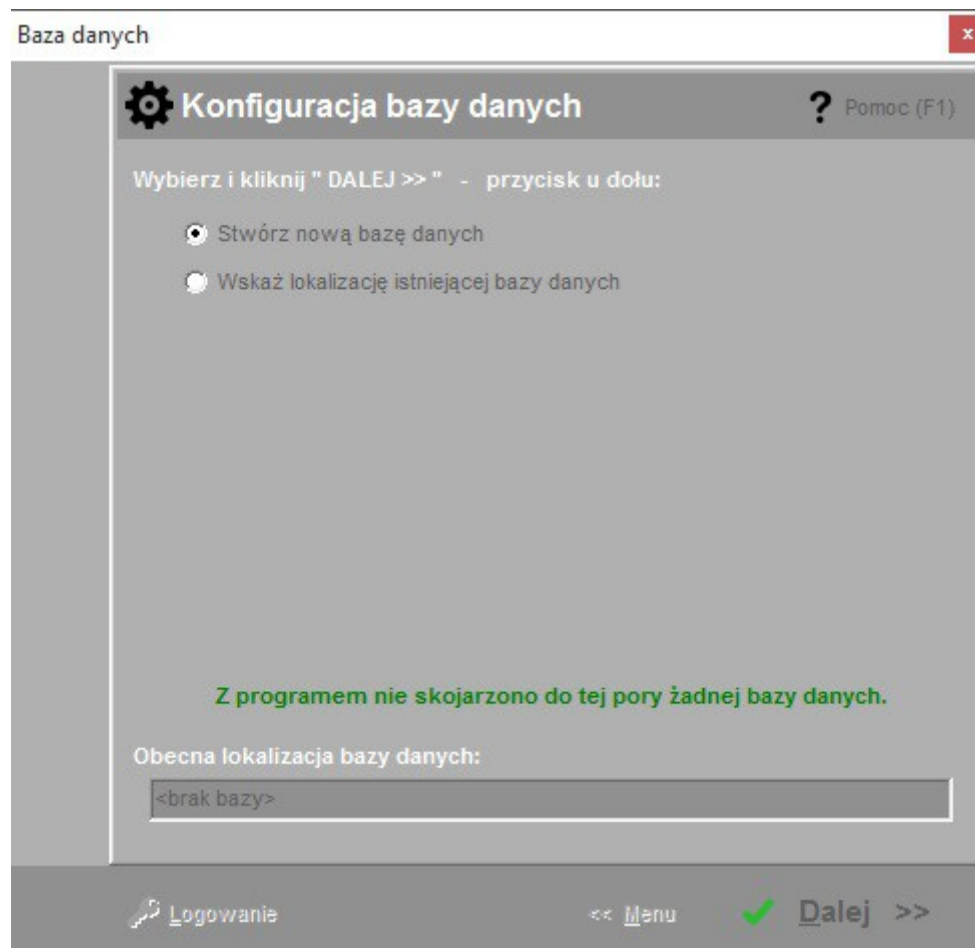 Baza danych
x
Konfiguracja bazy danych
? Pomoc (F1)
Wybierz i kliknij " DALEJ >> " - przycisk u dołu:
Stwórz nową bazę danych
Wskaż lokalizację istniejącej bazy danych
Z programem nie skojarzono do tej pory żadnej bazy danych.
Obecna lokalizacja bazy danych:
<brak bazy>
Logowanie
<< Menu
Dalej >>